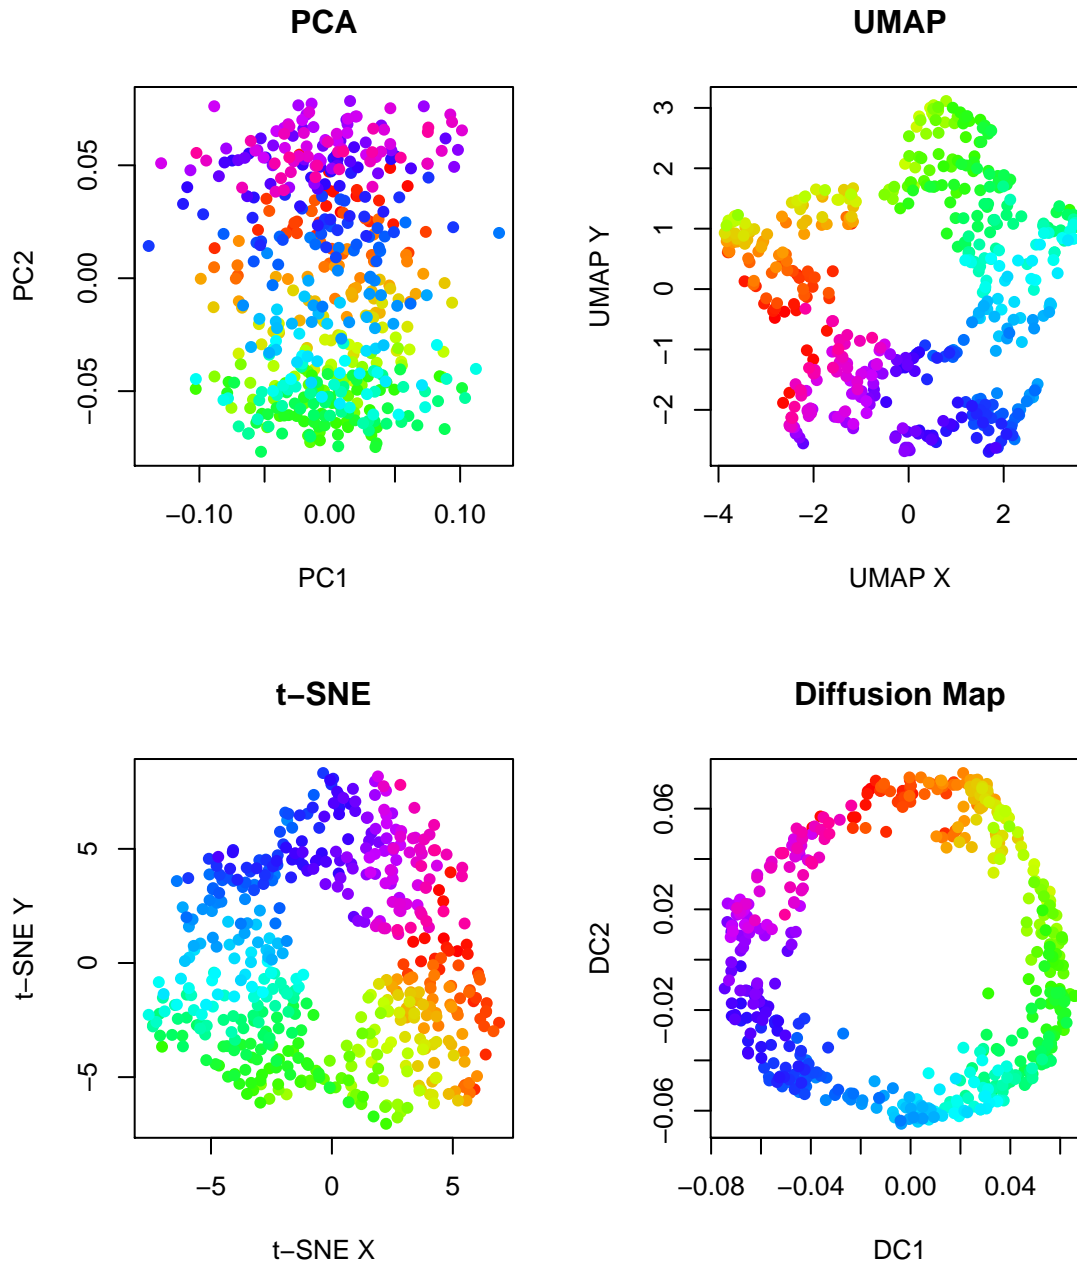 PCA
PC2
0.05
0.00
−0.05
−0.10
0.00
0.10
PC1
UMAP
UMAP Y
3
2
1
0
−1
−2
−4
−2
0
2
UMAP X
t−SNE
t−SNE Y
5
0
−5
−5
0
5
t−SNE X
Diffusion Map
DC2
0.06
0.02
−0.02
−0.06
−0.08
−0.04
0.00
0.04
DC1